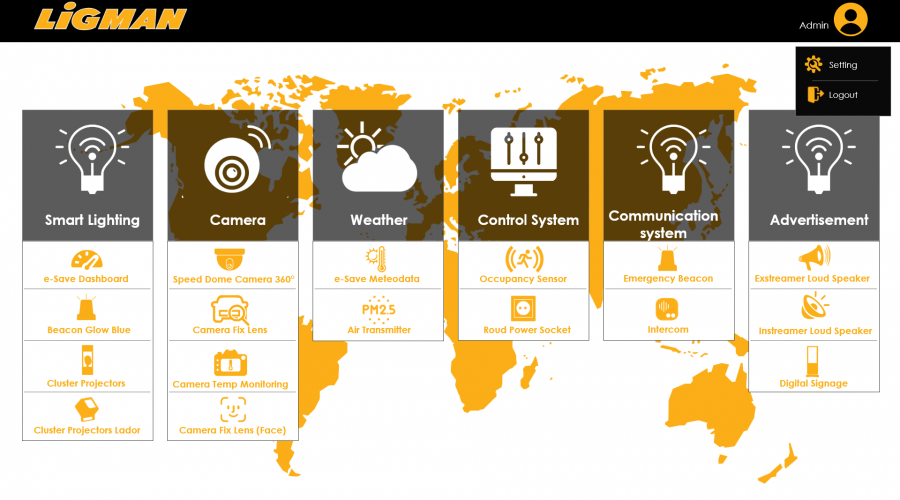 LiGMAN
Admin
Setting
Logout
Smart Lighting
e-Save Dashboard
Beacon Glow Blue
Cluster Projectors
Cluster Projectors Lador
Camera
Speed Dome Camera 360°
Camera Fix Lens
Camera Temp Monitoring
Camera Fix Lens (Face)
Weather
e-Save Meteodata
PM2.5
Air Transmitter
Control System
Occupancy Sensor
Roud Power Socket
Communication
system
Emergency Beacon
Intercom
Advertisement
Exstreamer Loud Speaker
Instreamer Loud Speaker
Digital Signage